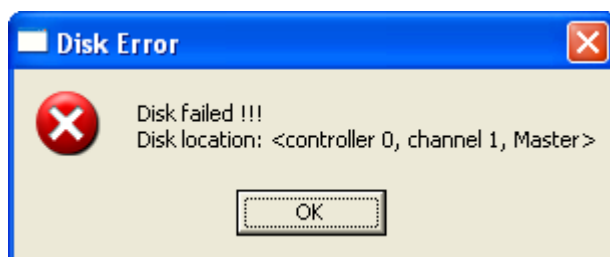 Disk Error
Disk failed !!!
Disk location: <controller 0, channel 1, Master>
OK